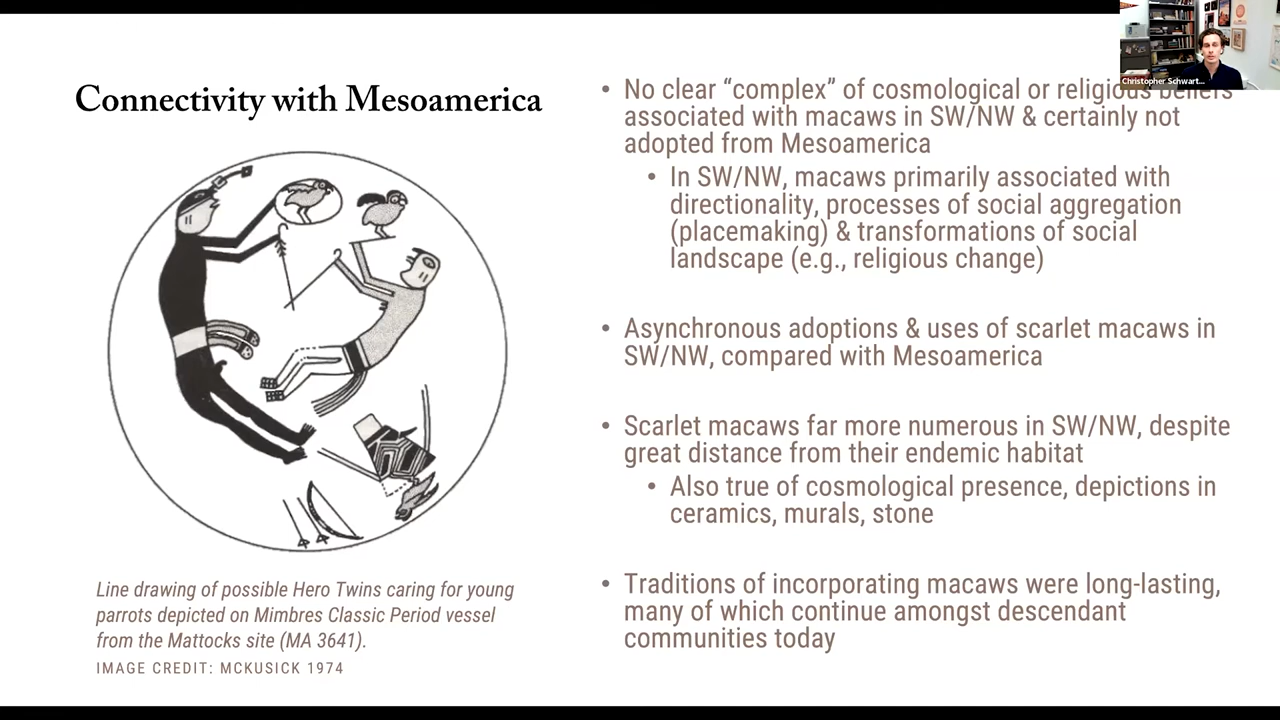 Christopher Schwart...
Connectivity with Mesoamerica
• No clear “complex” of cosmological or religious beliefs
associated with macaws in SW/NW & certainly not
adopted from Mesoamerica
• In SW/NW, macaws primarily associated with
directionality, processes of social aggregation
(placemaking) & transformations of social
landscape (e.g., religious change)
• Asynchronous adoptions & uses of scarlet macaws in
SW/NW, compared with Mesoamerica
• Scarlet macaws far more numerous in SW/NW, despite
great distance from their endemic habitat
• Also true of cosmological presence, depictions in
ceramics, murals, stone
• Traditions of incorporating macaws were long-lasting,
many of which continue amongst descendant
communities today
Line drawing of possible Hero Twins caring for young
parrots depicted on Mimbres Classic Period vessel
from the Mattocks site (MA 3641).
IMAGE CREDIT: MCKUSICK 1974